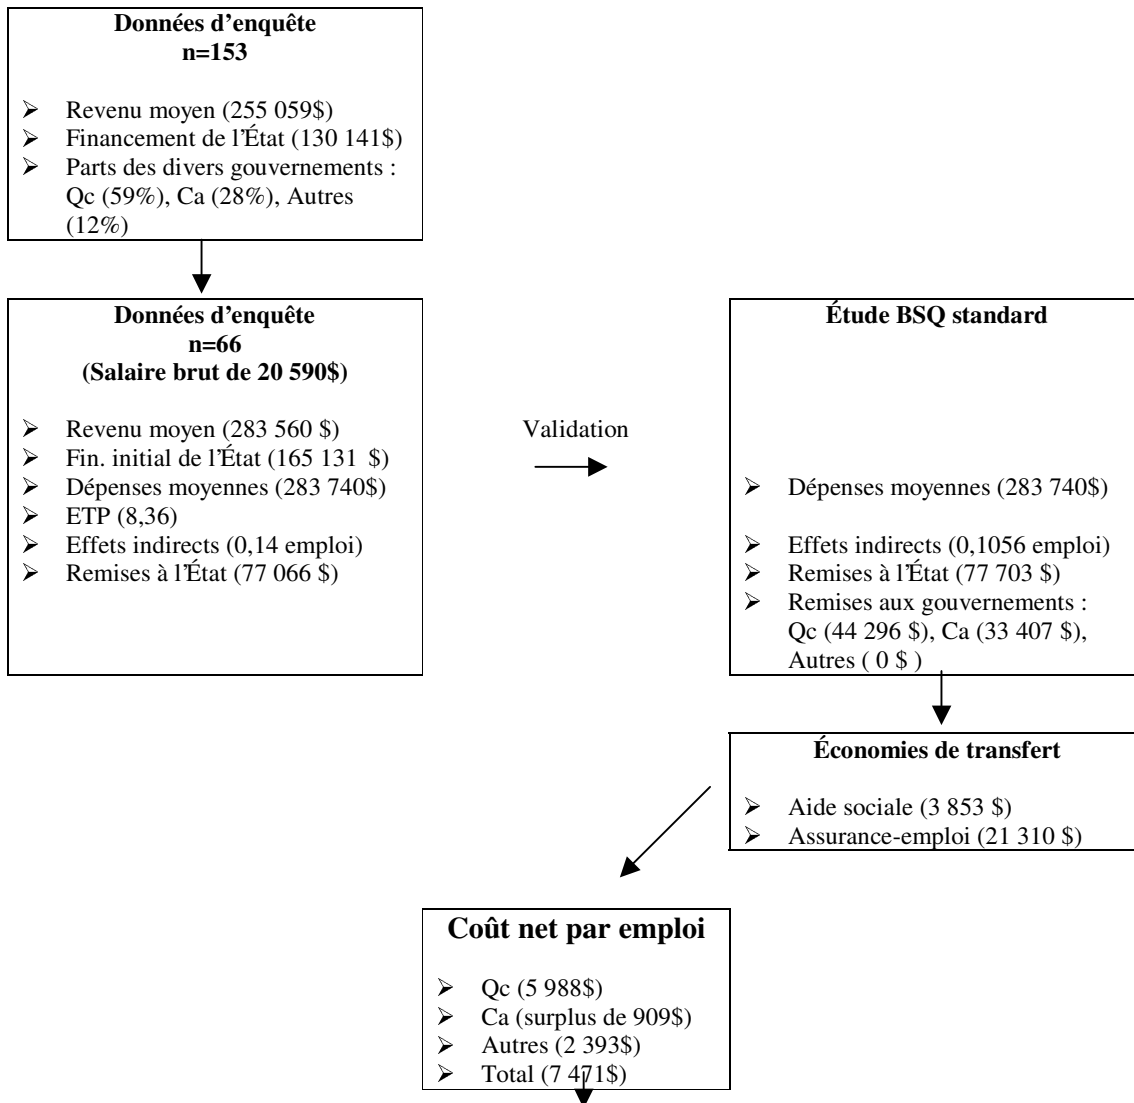 Données d'enquête
n=153
➢ Revenu moyen (255 059$)
➢ Financement de l'État (130 141$)
➢ Parts des divers gouvernements :
Qc (59%), Ca (28%), Autres
(12%)
Données d'enquête
n=66
(Salaire brut de 20 590$)
➢ Revenu moyen (283 560 $)
➢ Fin. initial de l'État (165 131 $)
➢ Dépenses moyennes (283 740$)
➢ ETP (8,36)
➢ Effets indirects (0,14 emploi)
➢ Remises à l'État (77 066 $)
Validation
Étude BSQ standard
➢ Dépenses moyennes (283 740$)
➢ Effets indirects (0,1056 emploi)
➢ Remises à l'État (77 703 $)
➢ Remises aux gouvernements :
Qc (44 296 $), Ca (33 407 $),
Autres ( 0 $ )
Économies de transfert
➢ Aide sociale (3 853 $)
➢ Assurance-emploi (21 310 $)
Coût net par emploi
➢ Qc (5 988$)
➢ Ca (surplus de 909$)
➢ Autres (2 393$)
➢ Total (7 471$)